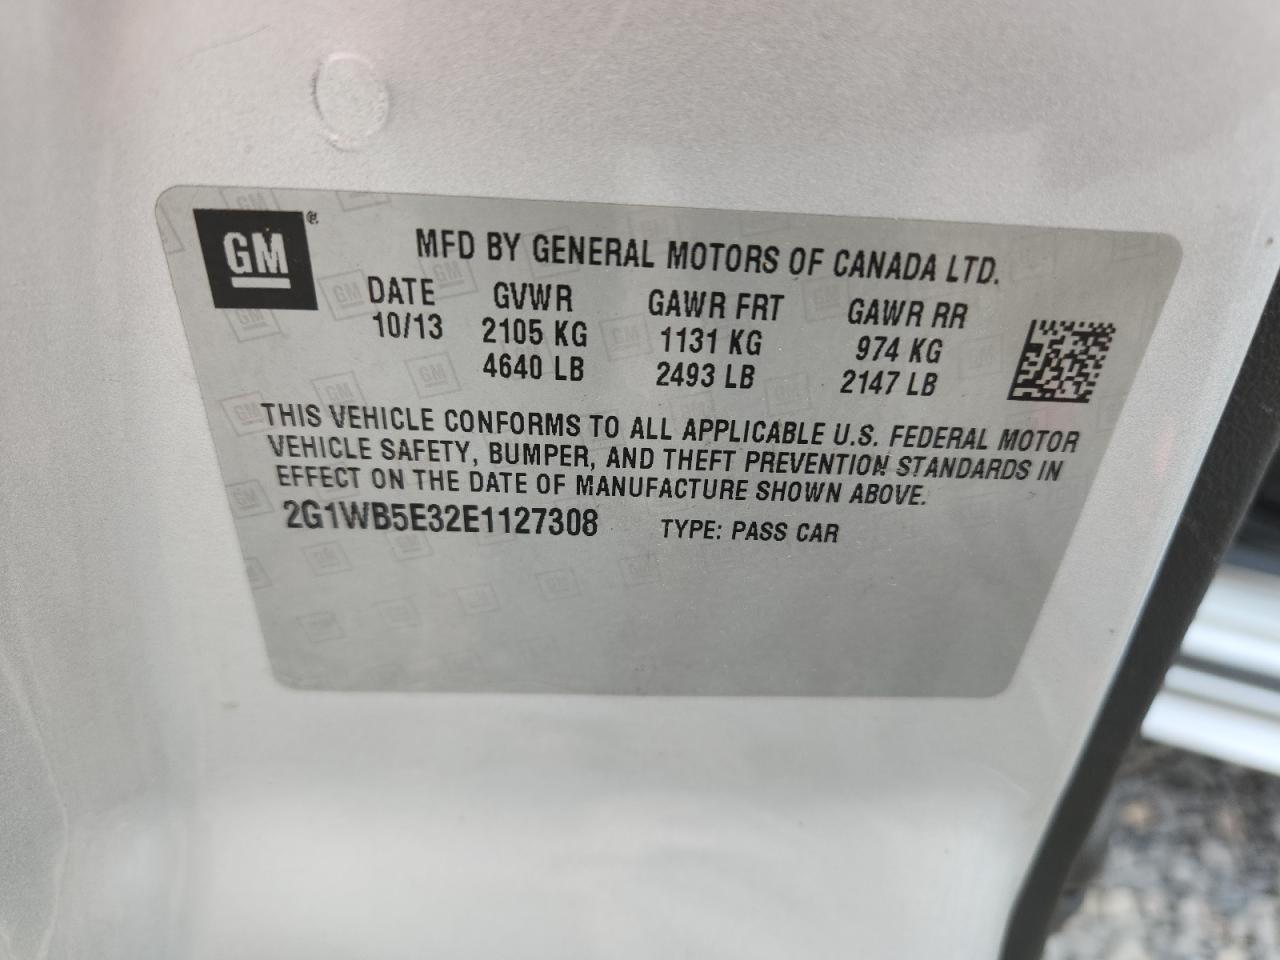 GM®
MFD BY GENERAL MOTORS OF CANADA LTD.
DATE GVWR GAWR FRT GAWR RR
10/13 2105 KG 1131 KG 974 KG
4640 LB 2493 LB 2147 LB
THIS VEHICLE CONFORMS TO ALL APPLICABLE U.S. FEDERAL MOTOR
VEHICLE SAFETY, BUMPER, AND THEFT PREVENTION STANDARDS IN
EFFECT ON THE DATE OF MANUFACTURE SHOWN ABOVE.
2G1WB5E32E1127308 TYPE: PASS CAR